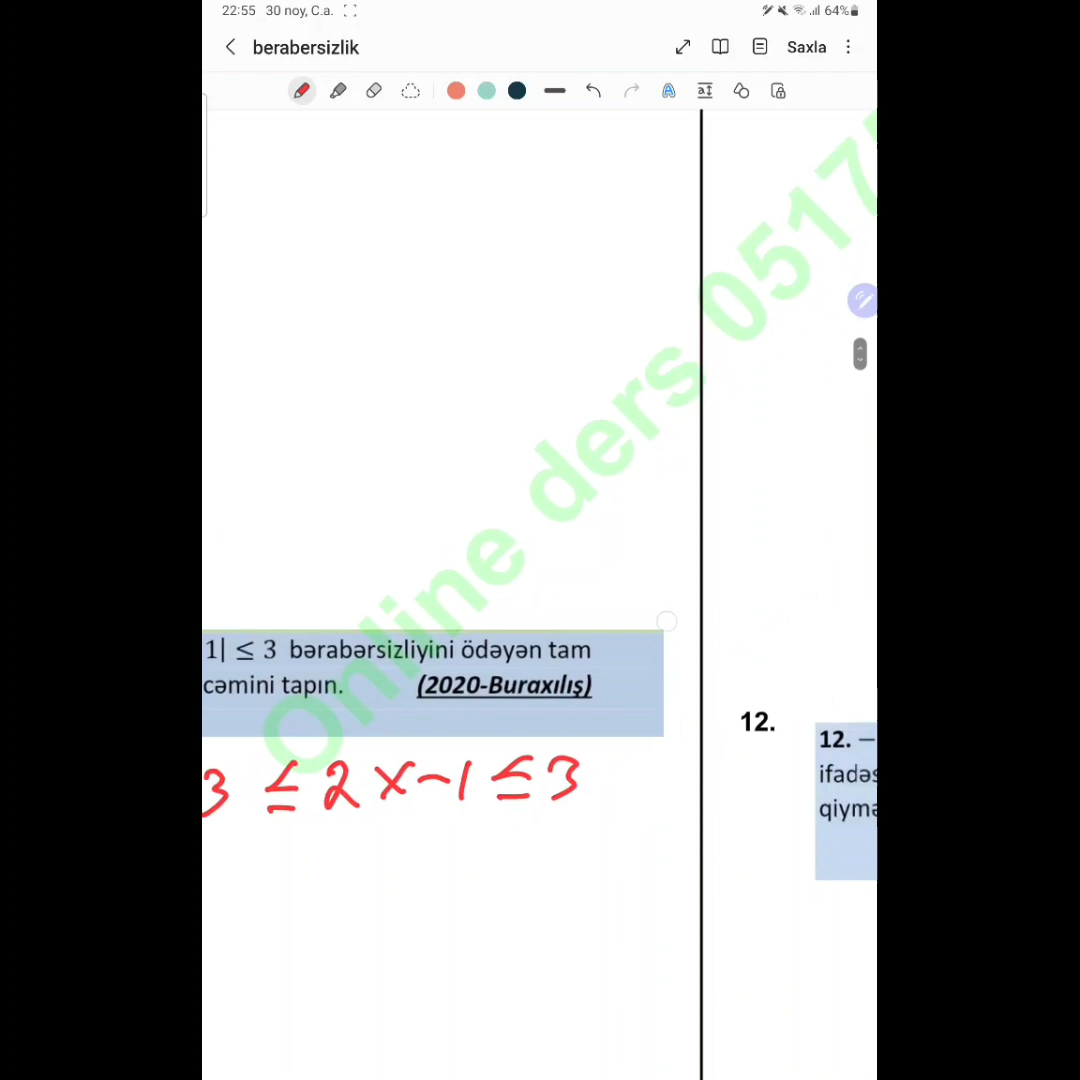 22:55 30 noy, C.a. 64%
berabersizlik Saxla
Online ders 0517
1| ≤ 3 bərabərsizliyini ödəyən tam
cəmini tapın. (2020-Buraxılış)
3 ≤ 2x-1 ≤ 3
12.
12. −
ifadəs
qiymə